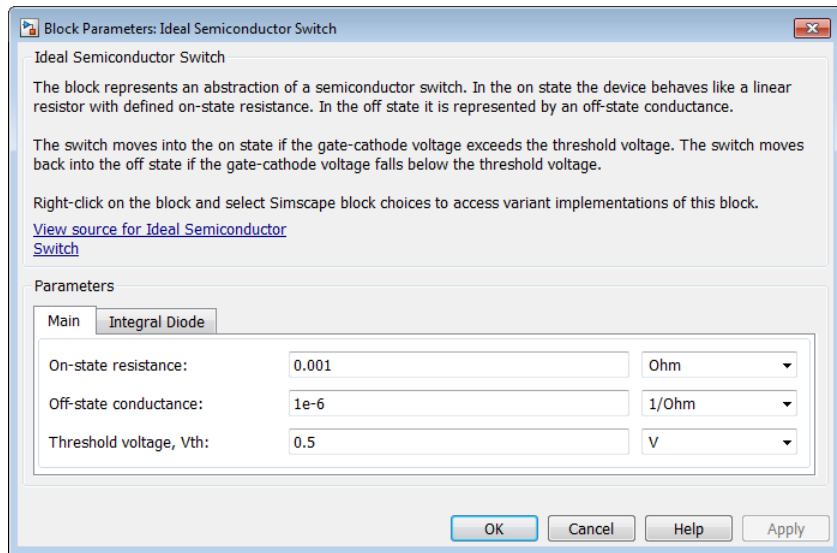 Block Parameters: Ideal Semiconductor Switch
Ideal Semiconductor Switch
The block represents an abstraction of a semiconductor switch. In the on state the device behaves like a linear
resistor with defined on-state resistance. In the off state it is represented by an off-state conductance.
The switch moves into the on state if the gate-cathode voltage exceeds the threshold voltage. The switch moves
back into the off state if the gate-cathode voltage falls below the threshold voltage.
Right-click on the block and select Simscape block choices to access variant implementations of this block.
View source for Ideal Semiconductor
Switch
Parameters
Main Integral Diode
On-state resistance: 0.001 Ohm
Off-state conductance: 1e-6 1/Ohm
Threshold voltage, Vth: 0.5 V
OK Cancel Help Apply